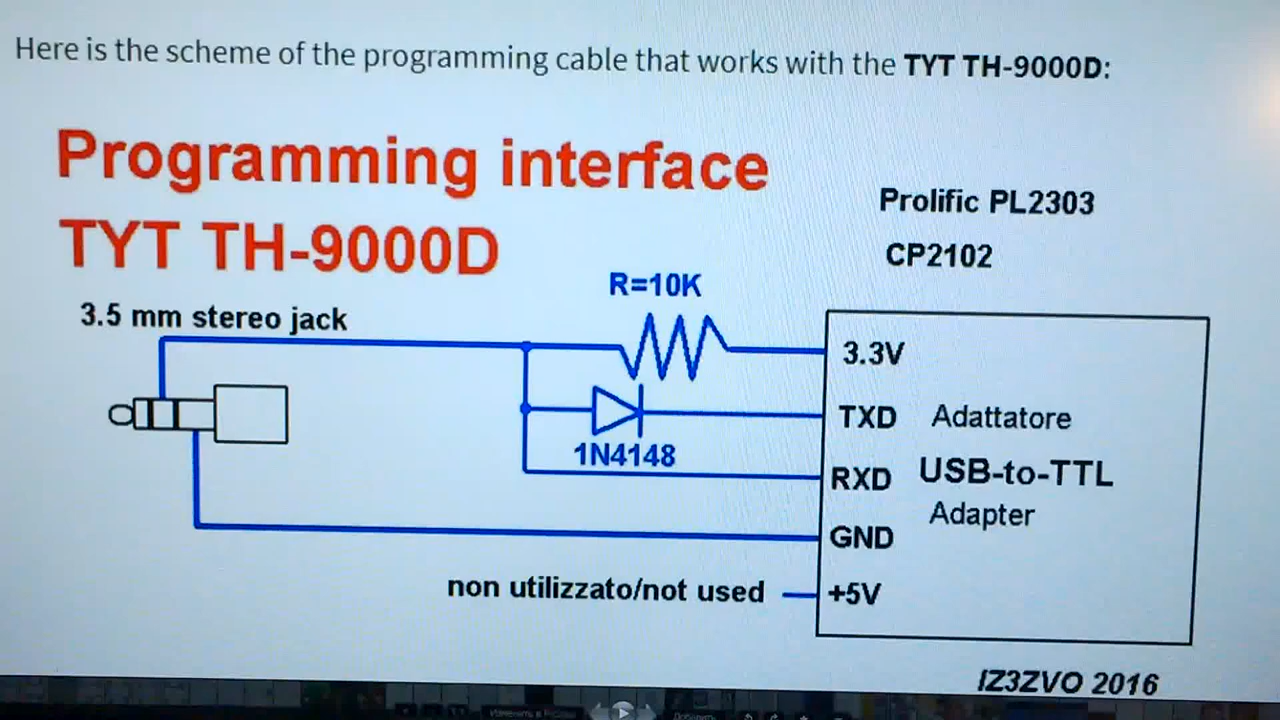 Here is the scheme of the programming cable that works with the TYT TH-9000D:
Programming interface
TYT TH-9000D
Prolific PL2303
CP2102
R=10K
3.5 mm stereo jack
3.3V
TXD
Adattatore
1N4148
RXD
USB-to-TTL
Adapter
GND
non utilizzato/not used
+5V
IZ3ZVO 2016